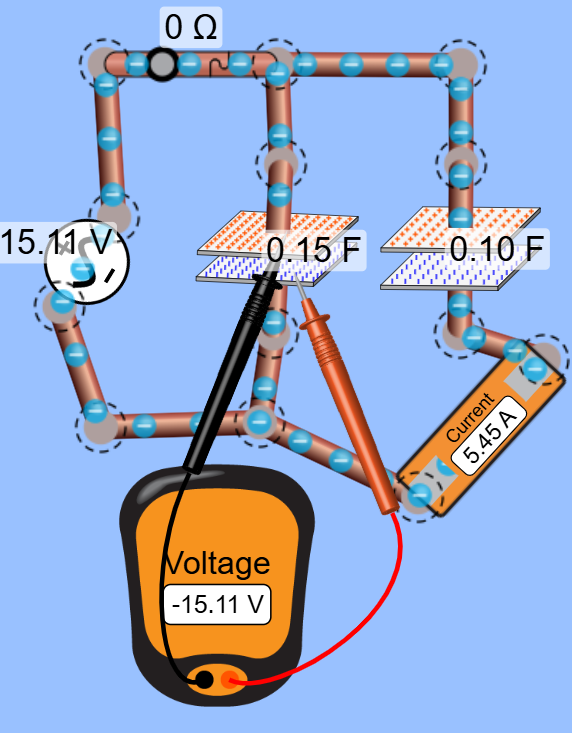 0 Ω
15.11 V
0.15 F
0.10 F
Current
5.45 A
Voltage
-15.11 V